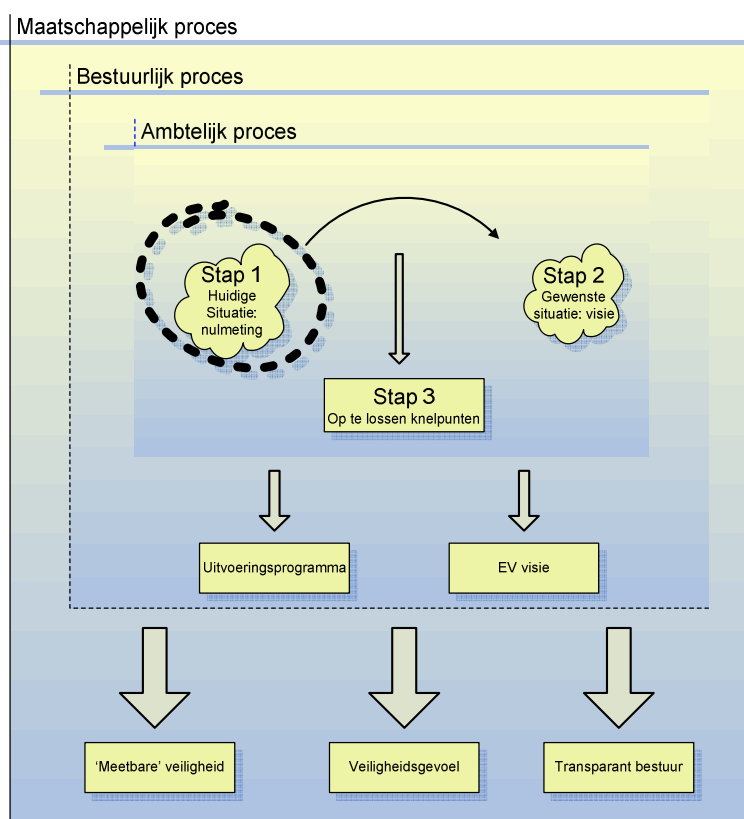 Maatschappelijk proces
Bestuurlijk proces
Ambtelijk proces
Stap 1
Huidige
Situatie:
nulmeting
Stap 2
Gewenste
situatie: visie
Stap 3
Op te lossen knelpunten
Uitvoeringsprogramma
EV visie
'Meetbare' veiligheid
Veiligheidsgevoel
Transparant bestuur